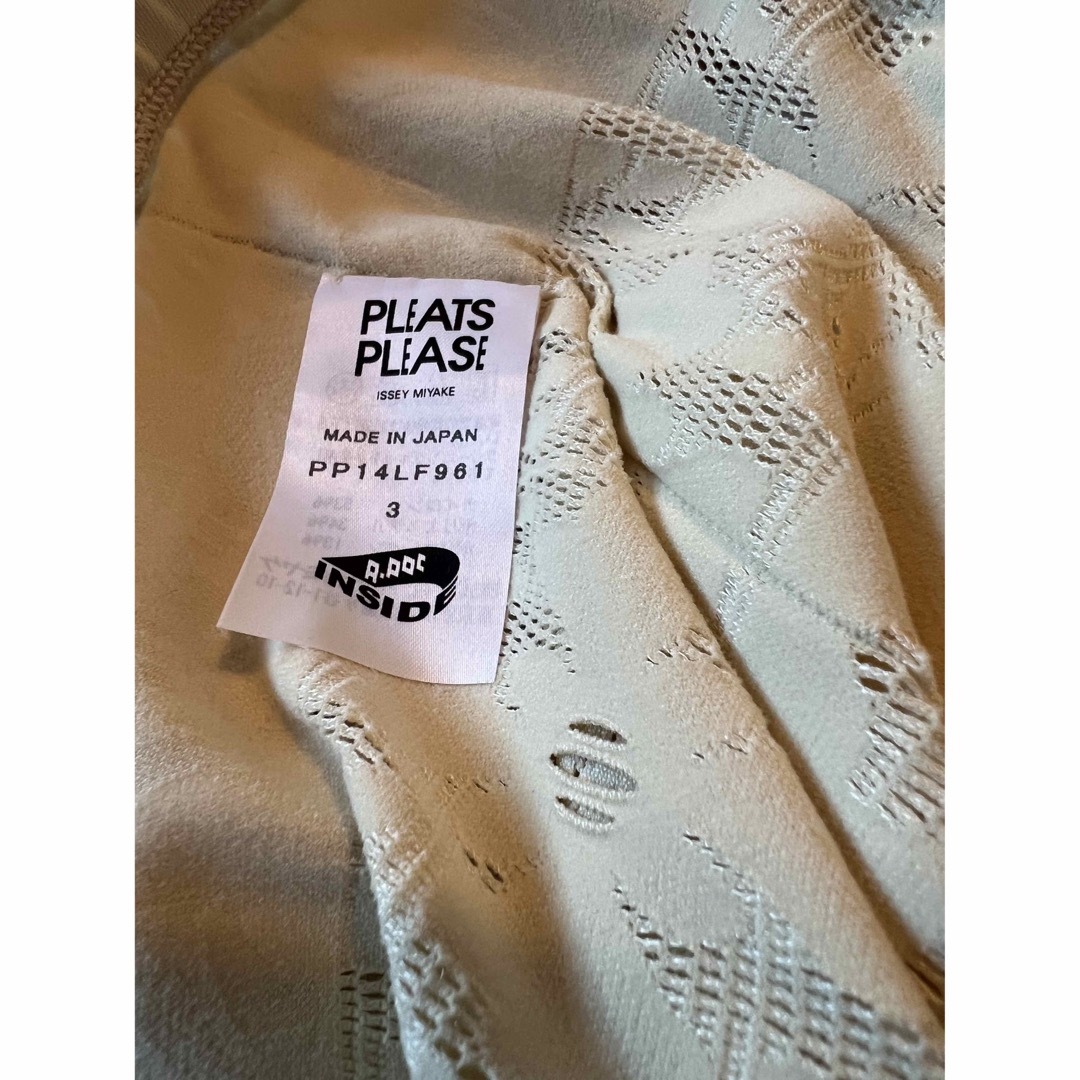 PLEATS
PLEASE
ISSEY MIYAKE
MADE IN JAPAN
PP14LF961
3
A.POC
INSIDE